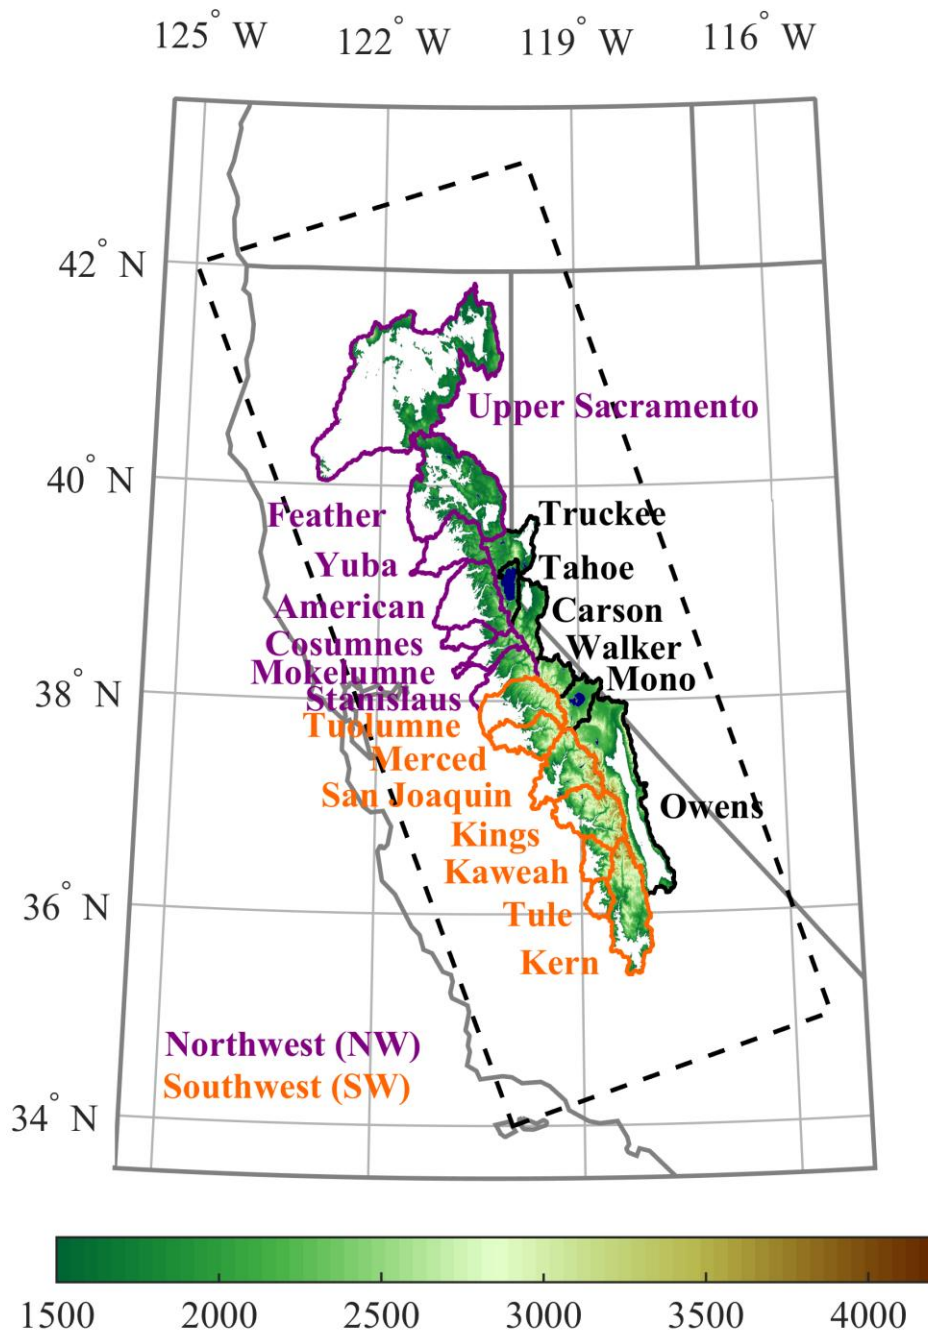 125° W 122° W 119° W 116° W
42° N
Upper Sacramento
40° N
Feather
Truckee
Yuba
Tahoe
American
Carson
Cosumnes
Walker
Mokelumne
Mono
38° N
Stanislaus
Tuolumne
Merced
San Joaquin
Owens
Kings
Kaweah
36° N
Tule
Kern
Northwest (NW)
Southwest (SW)
34° N
1500 2000 2500 3000 3500 4000